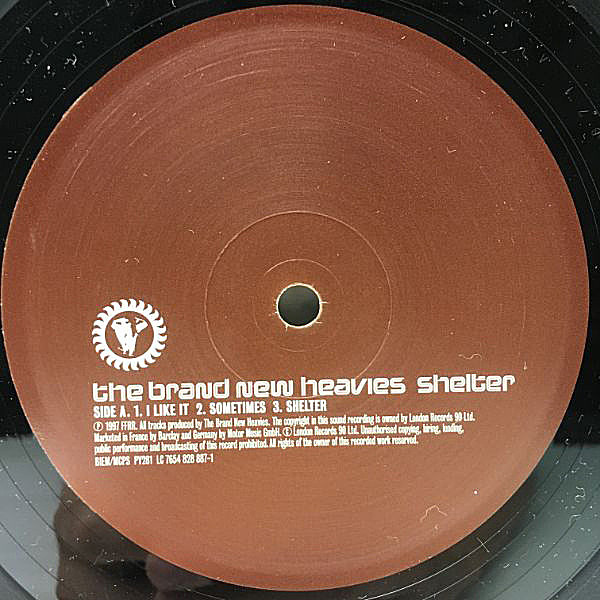 the brand new heavies shelter
SIDE A. 1. I LIKE IT 2. SOMETIMES 3. SHELTER
Ⓟ 1997 FFRR. All tracks produced by The Brand New Heavies. The copyright in this sound recording is owned by London Records 90 Ltd.
Marketed in France by Barclay and Germany by Motor Music GmbH. Ⓒ London Records 90 Ltd. Unauthorised copying, hiring, lending,
public performance and broadcasting of this record prohibited. All rights of the owner of this recorded work reserved.
BIEM/MCPS PY261 LC 7654 828 887-1